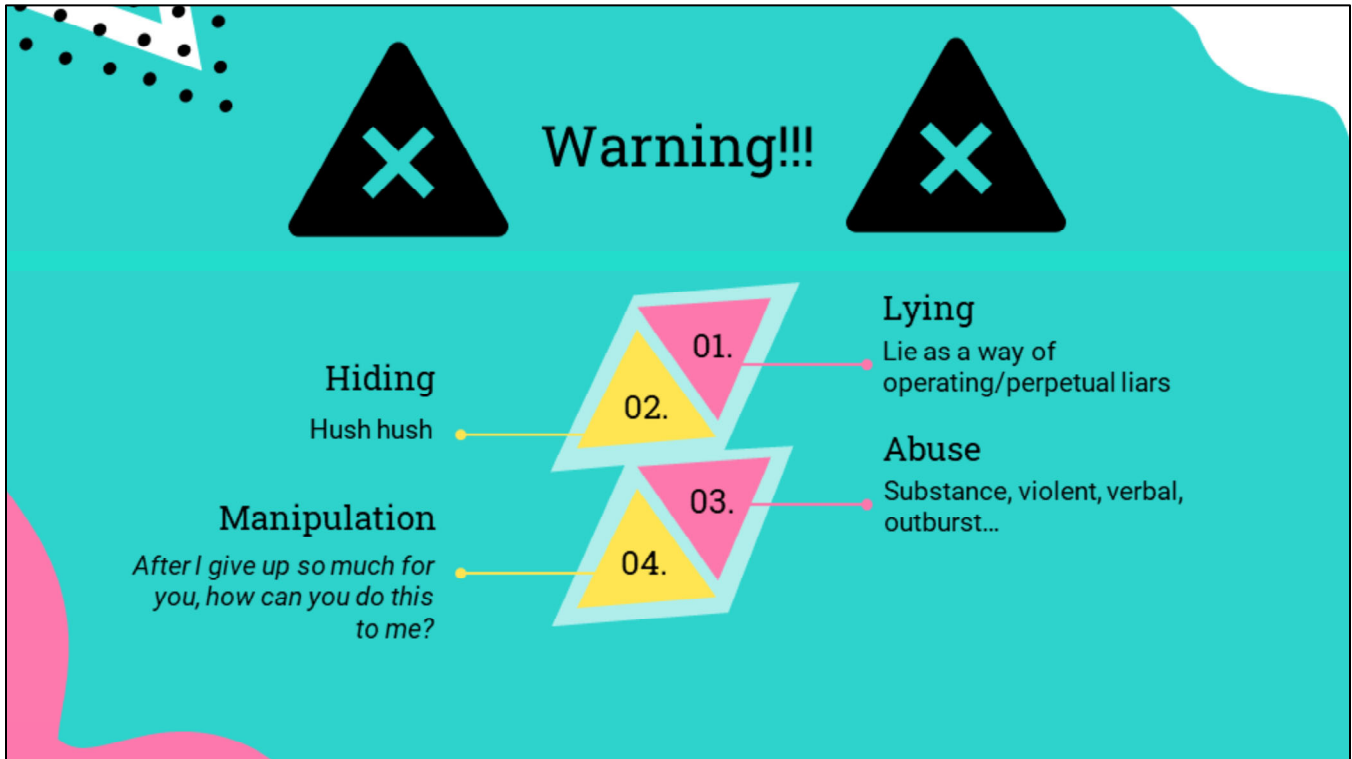 Warning!!!
01.
Lying
Lie as a way of
operating/perpetual liars
02.
Hiding
Hush hush
03.
Abuse
Substance, violent, verbal,
outburst...
04.
Manipulation
After I give up so much for
you, how can you do this
to me?